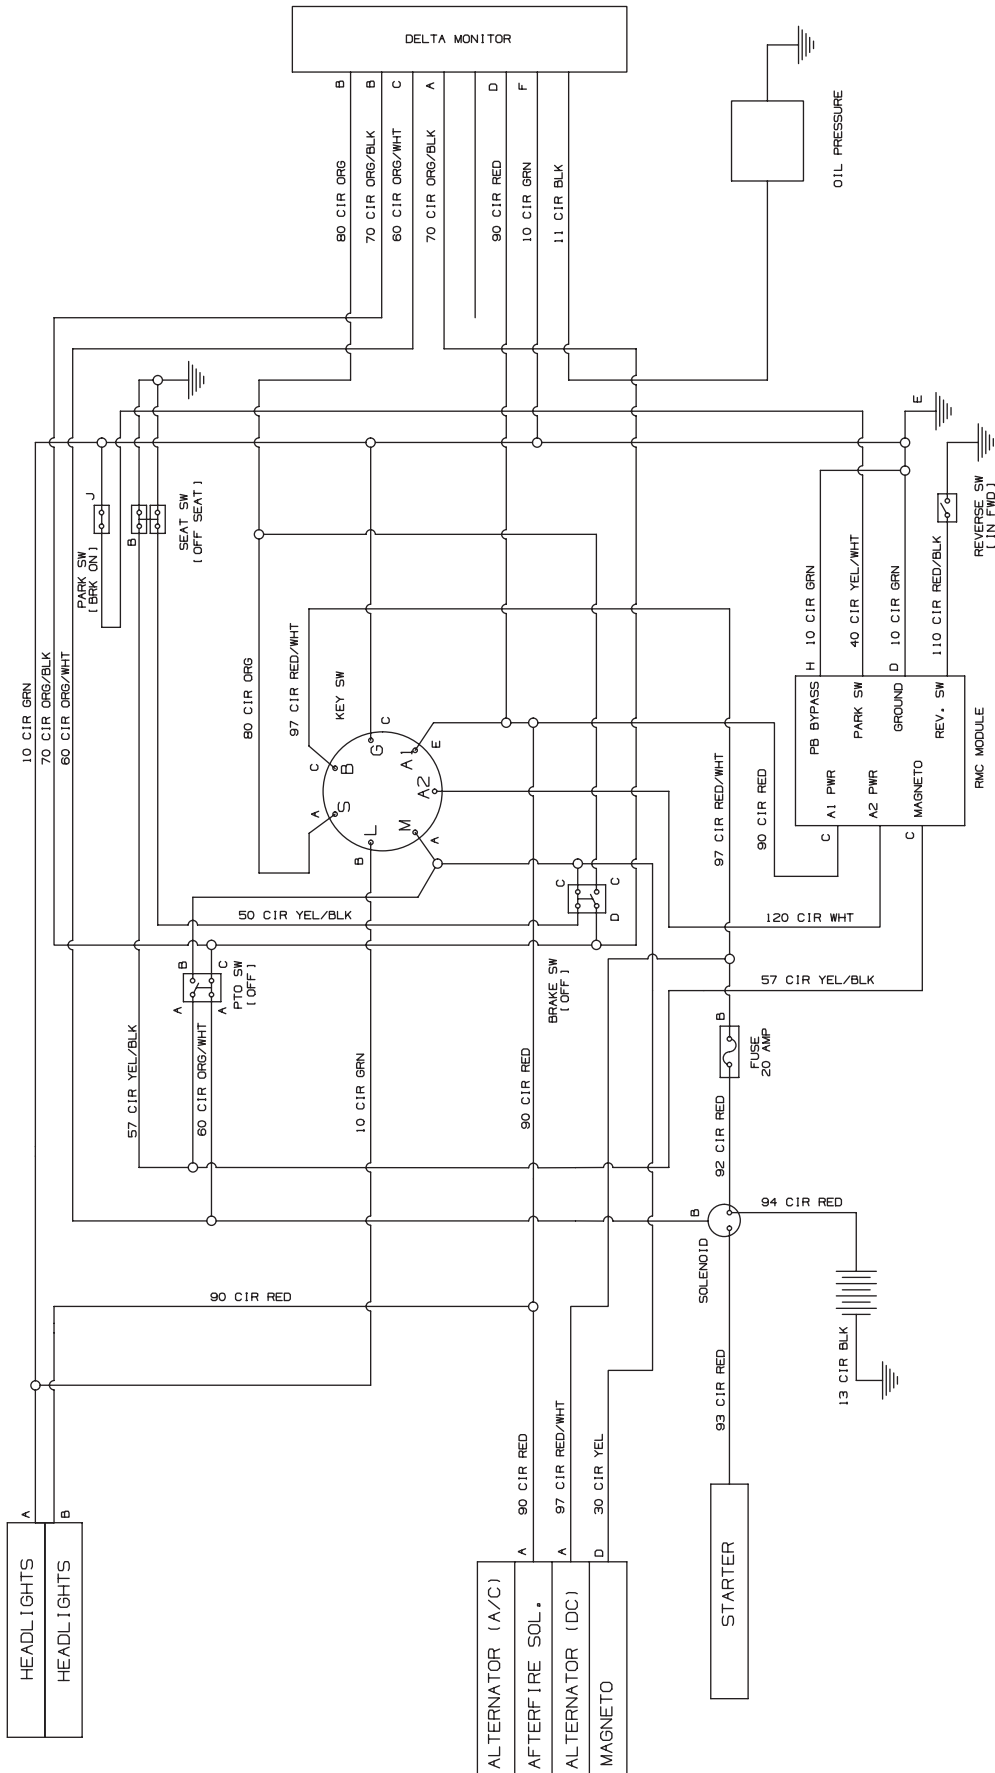 DELTA MONITOR
B
B
C
A
D
F
80 CIR ORG
70 CIR ORG/BLK
60 CIR ORG/WHT
70 CIR ORG/BLK
90 CIR RED
10 CIR GRN
11 CIR BLK
OIL PRESSURE
E
J
PARK SW
[BRK ON]
B
SEAT SW
[OFF SEAT]
REVERSE SW
[IN FWD]
10 CIR GRN
70 CIR ORG/BLK
60 CIR ORG/WHT
80 CIR ORG
97 CIR RED/WHT
KEY SW
H
10 CIR GRN
40 CIR YEL/WHT
D
10 CIR GRN
110 CIR RED/BLK
PB BYPASS
PARK SW
GROUND
REV. SW
A1 PWR
A2 PWR
MAGNETO
RMC MODULE
C
C
C
B
G
C
A1
E
A2
A
S
L
B
M
A
97 CIR RED/WHT
90 CIR RED
50 CIR YEL/BLK
C
C
D
120 CIR WHT
BRAKE SW
[OFF]
B
C
A
A
PTO SW
[OFF]
57 CIR YEL/BLK
57 CIR YEL/BLK
60 CIR ORG/WHT
10 CIR GRN
90 CIR RED
B
FUSE
20 AMP
92 CIR RED
B
SOLENOID
94 CIR RED
90 CIR RED
13 CIR BLK
93 CIR RED
90 CIR RED
97 CIR RED/WHT
30 CIR YEL
A
B
HEADLIGHTS
HEADLIGHTS
A
A
D
ALTERNATOR (A/C)
AFTERFIRE SOL.
ALTERNATOR (DC)
MAGNETO
STARTER